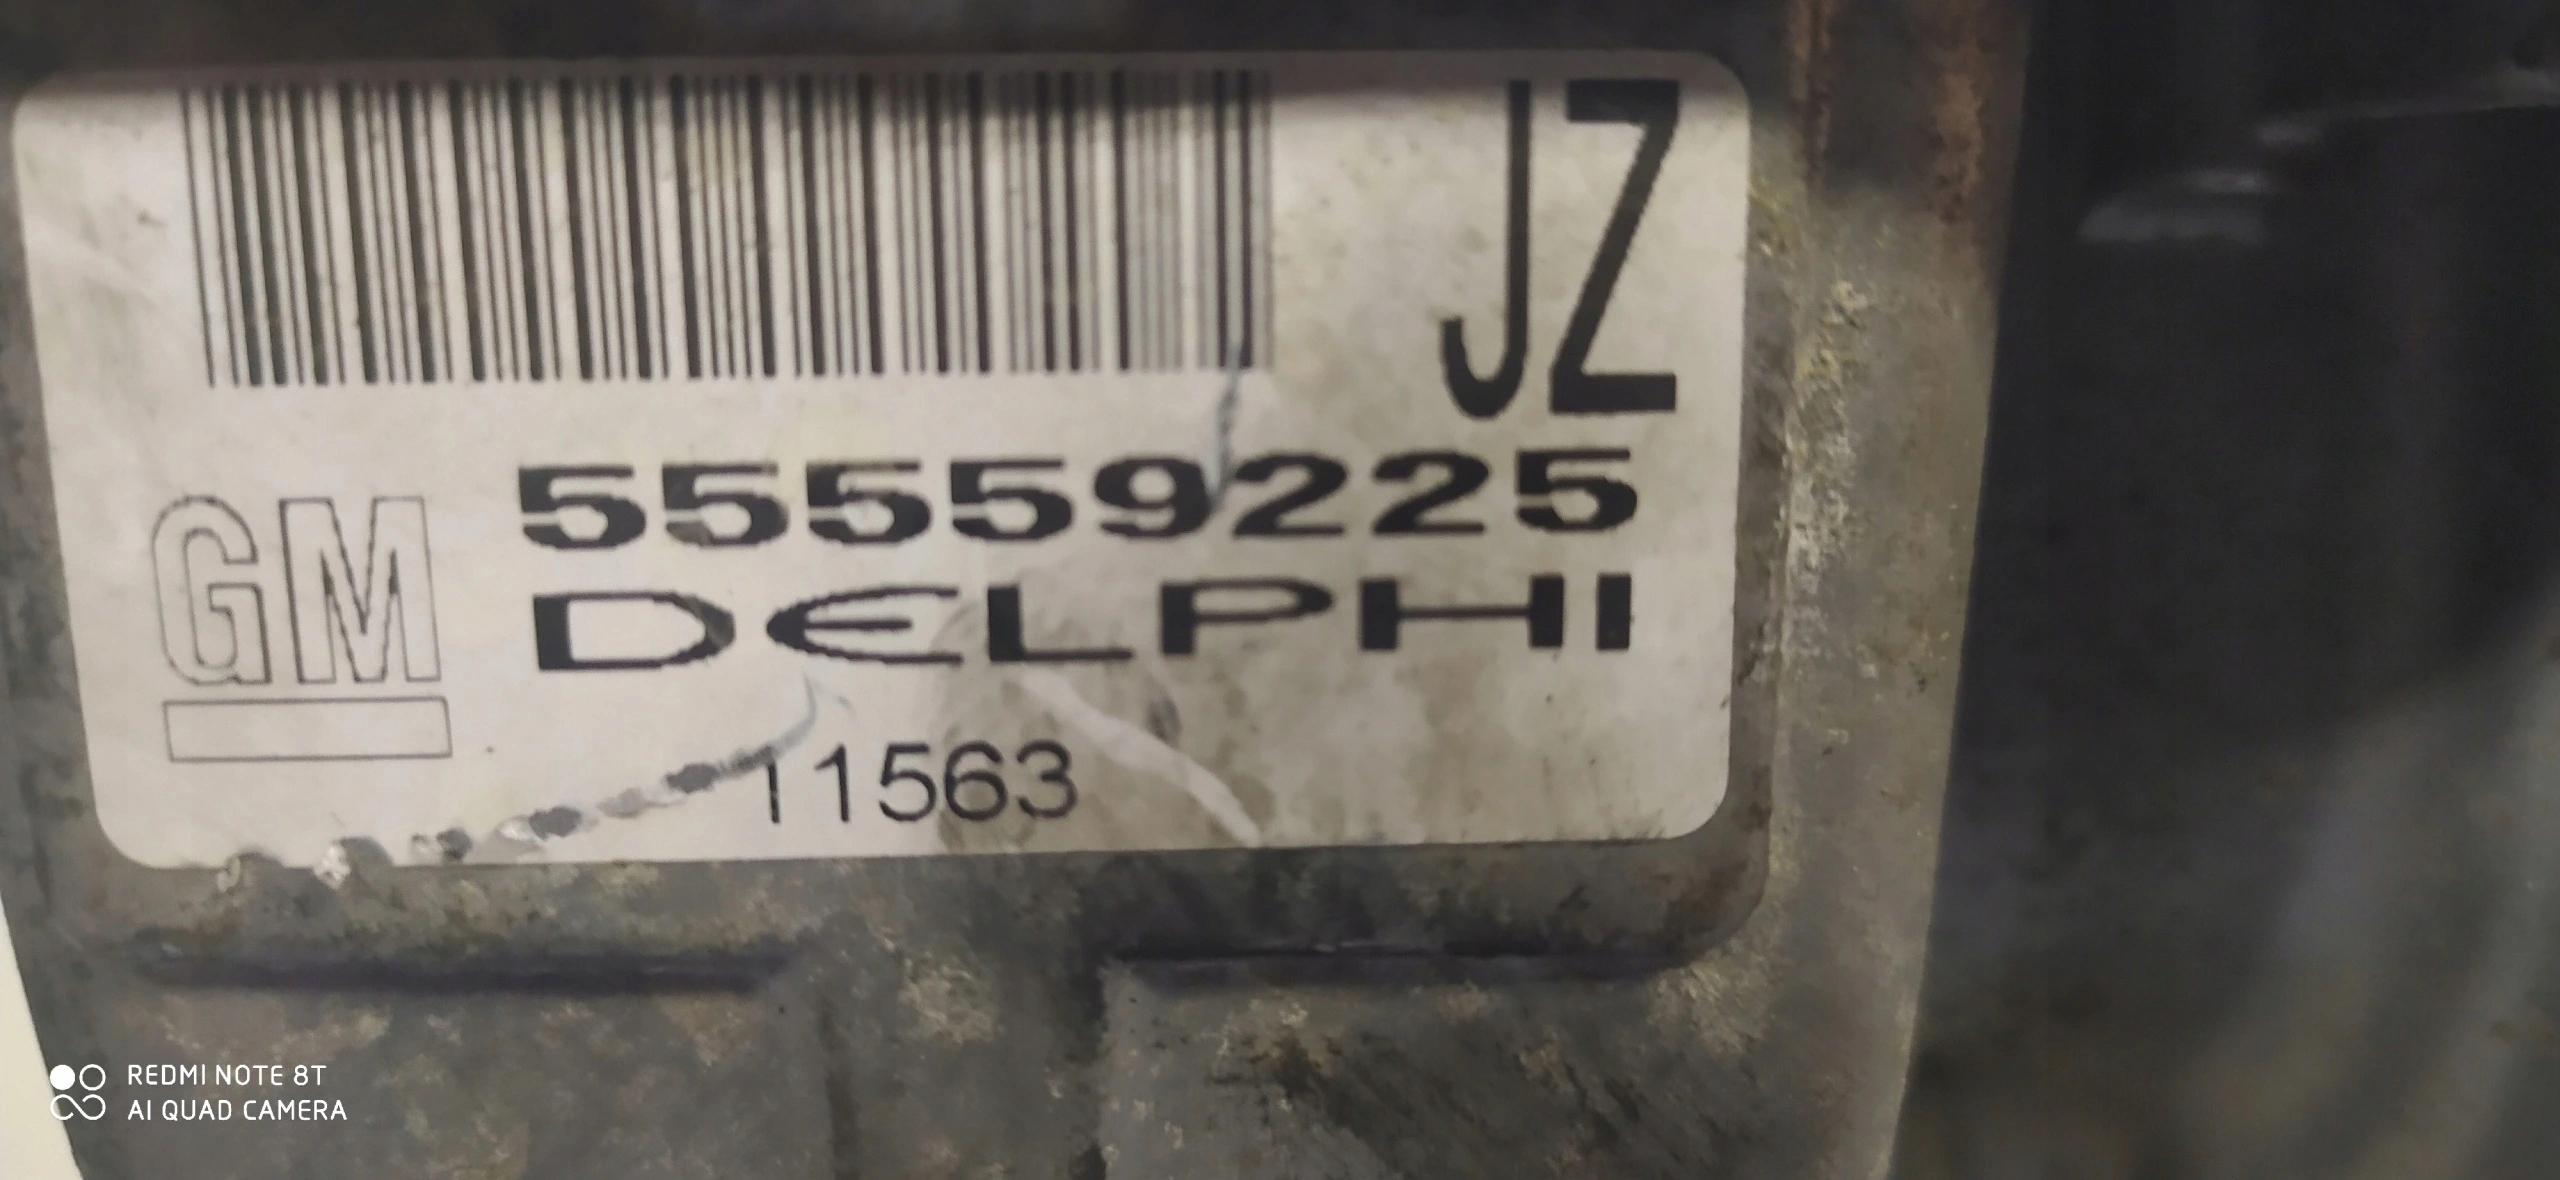 JZ
55559225
GM
DELPHI
11563
REDMI NOTE 8T
AI QUAD CAMERA